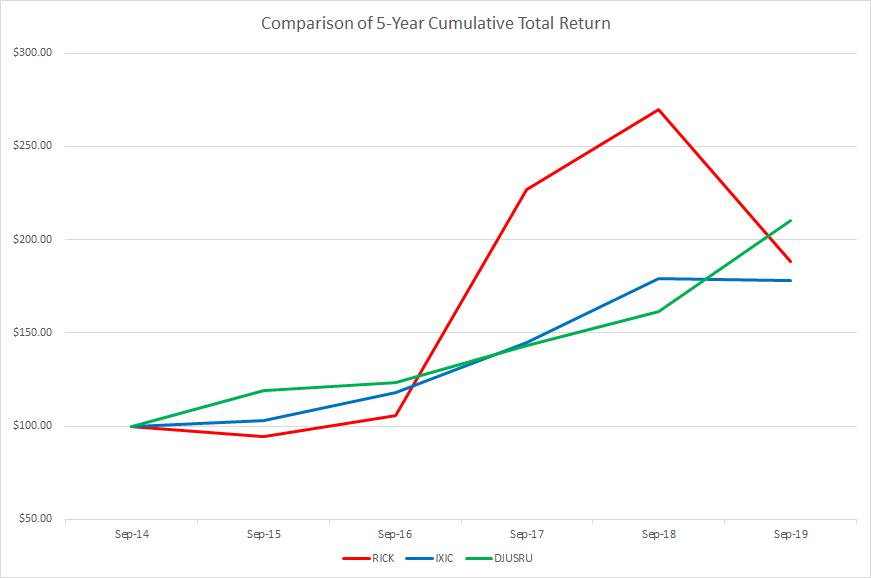 Comparison of 5-Year Cumulative Total Return
$300.00
$250.00
$200.00
$150.00
$100.00
$50.00
Sep-14 Sep-15 Sep-16 Sep-17 Sep-18 Sep-19
RICK IXIC DJUSRU